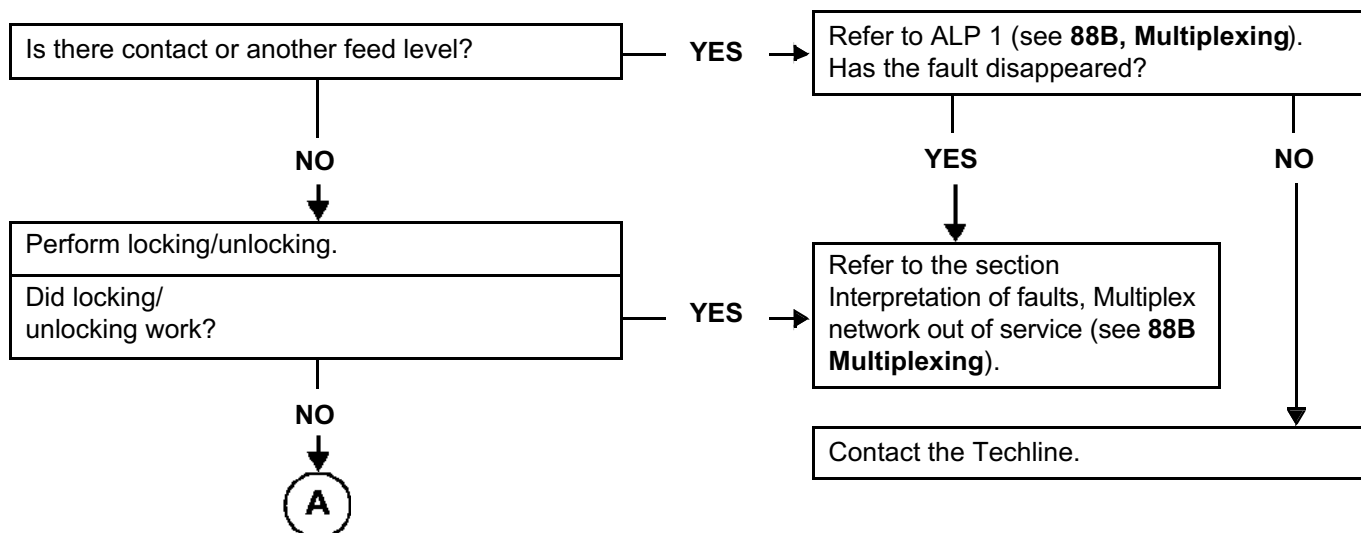 Is there contact or another feed level?
YES
Refer to ALP 1 (see 88B, Multiplexing).
Has the fault disappeared?
NO
YES
NO
Perform locking/unlocking.
Did locking/
unlocking work?
YES
Refer to the section
Interpretation of faults, Multiplex
network out of service (see 88B
Multiplexing).
NO
Contact the Techline.
A